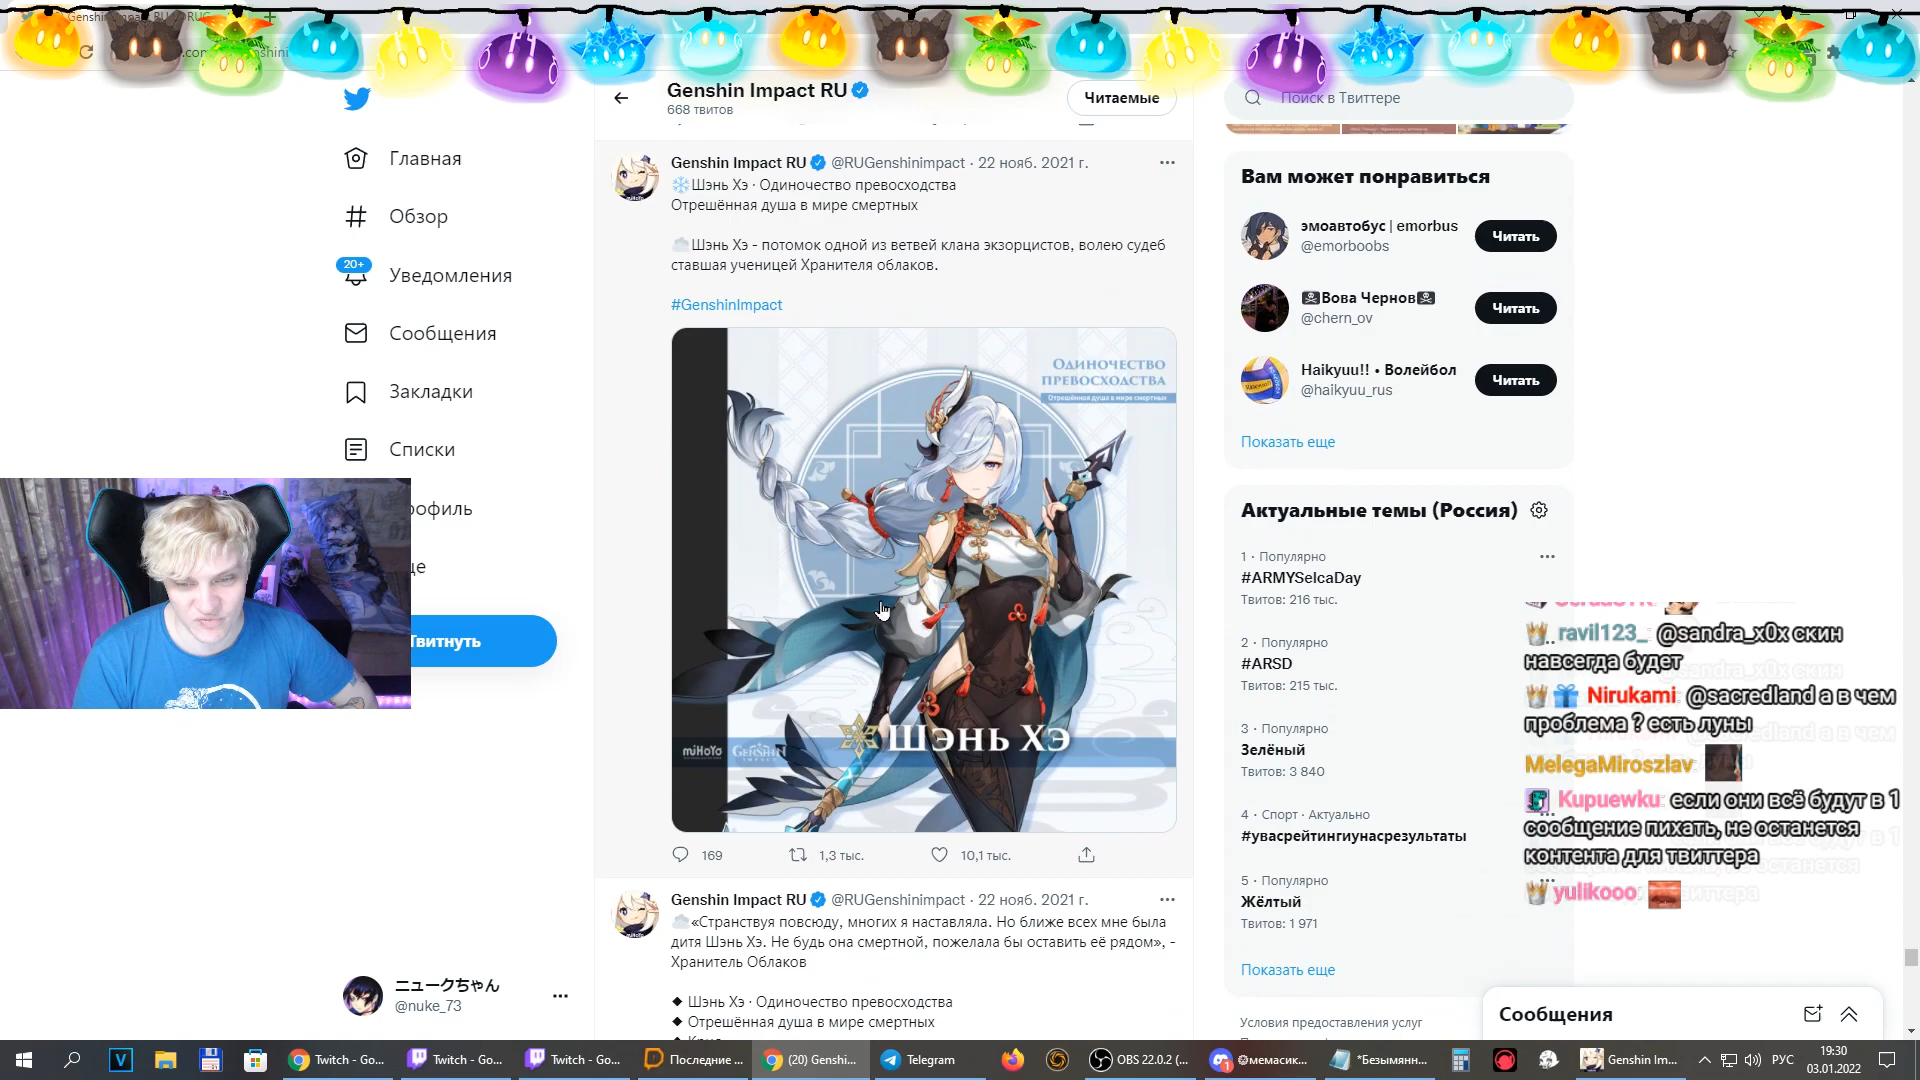 Genshin Impact RU
668 твитов
Читаемые
Поиск в Твиттере
Главная
Обзор
20+
Уведомления
Сообщения
Закладки
Списки
рофиль
ще
Твитнуть
ニュークちゃん
@nuke_73
Genshin Impact RU @RUGenshinimpact · 22 нояб. 2021 г.
Шэнь Хэ · Одиночество превосходства
Отрешённая душа в мире смертных
Шэнь Хэ - потомок одной из ветвей клана экзорцистов, волею судеб
ставшая ученицей Хранителя облаков.
#GenshinImpact
Одиночество
превосходства
Отрешённая душа в мире смертных
Шэнь Хэ
miHoYo
GENSHIN
IMPACT
169
1,3 тыс.
10,1 тыс.
Genshin Impact RU @RUGenshinimpact · 22 нояб. 2021 г.
«Странствуя повсюду, многих я наставляла. Но ближе всех мне была
дитя Шэнь Хэ. Не будь она смертной, пожелала бы оставить её рядом», -
Хранитель Облаков
◆ Шэнь Хэ · Одиночество превосходства
◆ Отрешённая душа в мире смертных
Вам может понравиться
эмоавтобус | emorbus
@emorboobs
Читать
Вова Чернов
@chern_ov
Читать
Haikyuu!! • Волейбол
@haikyuu_rus
Читать
Показать еще
Актуальные темы (Россия)
1 · Популярно
#ARMYSelcaDay
Твитов: 216 тыс.
2 · Популярно
#ARSD
Твитов: 215 тыс.
3 · Популярно
Зелёный
Твитов: 3 840
4 · Спорт · Актуально
#увасрейтингиунасрезультаты
5 · Популярно
Жёлтый
Твитов: 1 971
Показать еще
Условия предоставления услуг
ravil123_ @sandra_x0x скин
навсегда будет
Nirukami @sacredland а в чем
проблема ? есть луны
MelegaMiroszlav
Kupuewku если они всё будут в 1
сообщение пихать, не останется
контента для твиттера
yulikooo
Сообщения
Twitch - Go...
Twitch - Go...
Twitch - Go...
Последние ...
(20) Genshi...
Telegram
OBS 22.0.2 (...
мемасик...
*Безымянн...
Genshin Im...
РУС
19:30
03.01.2022